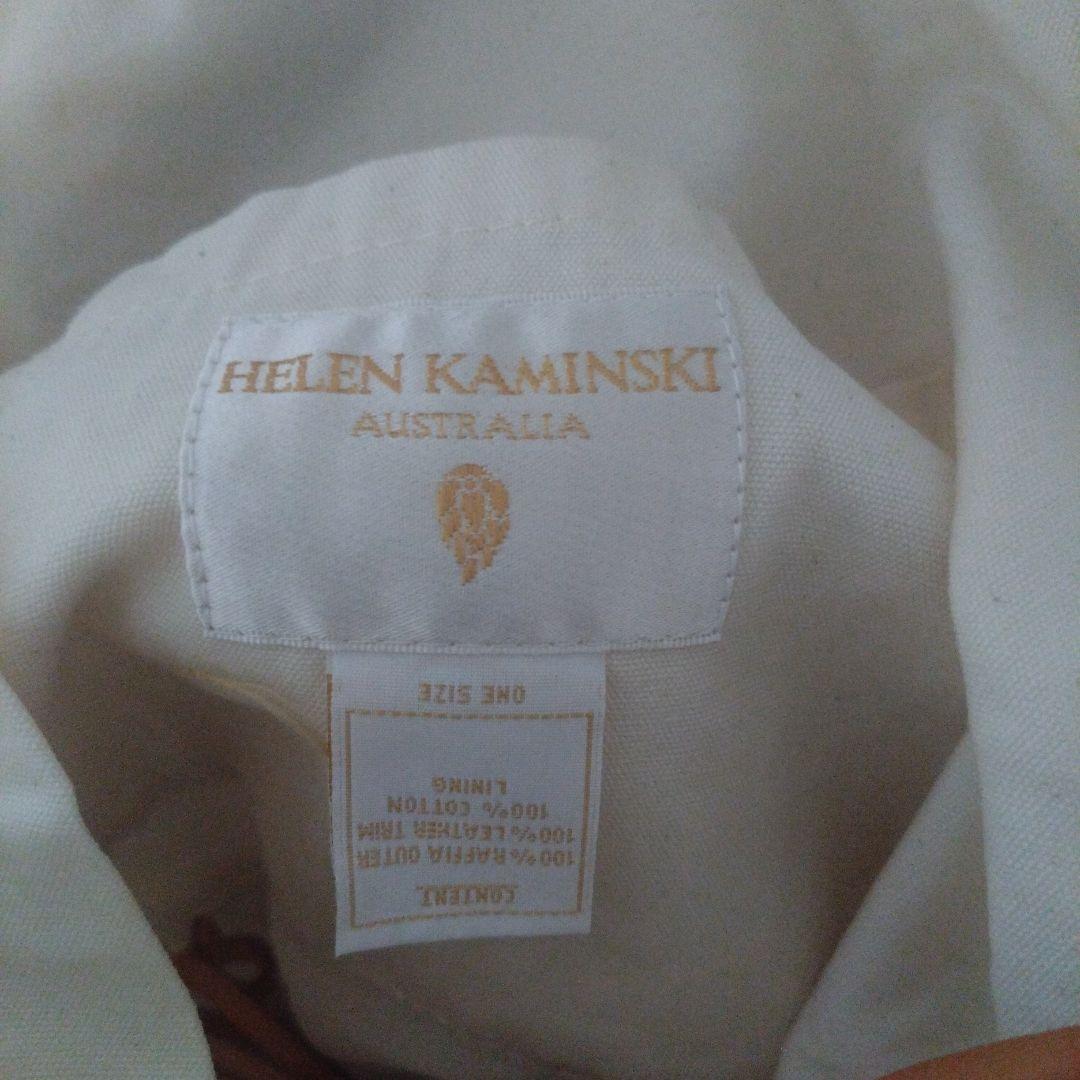 HELEN KAMINSKI
AUSTRALIA
CONTENT
100% RAFFIA OUTER
100% LEATHER TRIM
100% COTTON
LINING
ONE SIZE